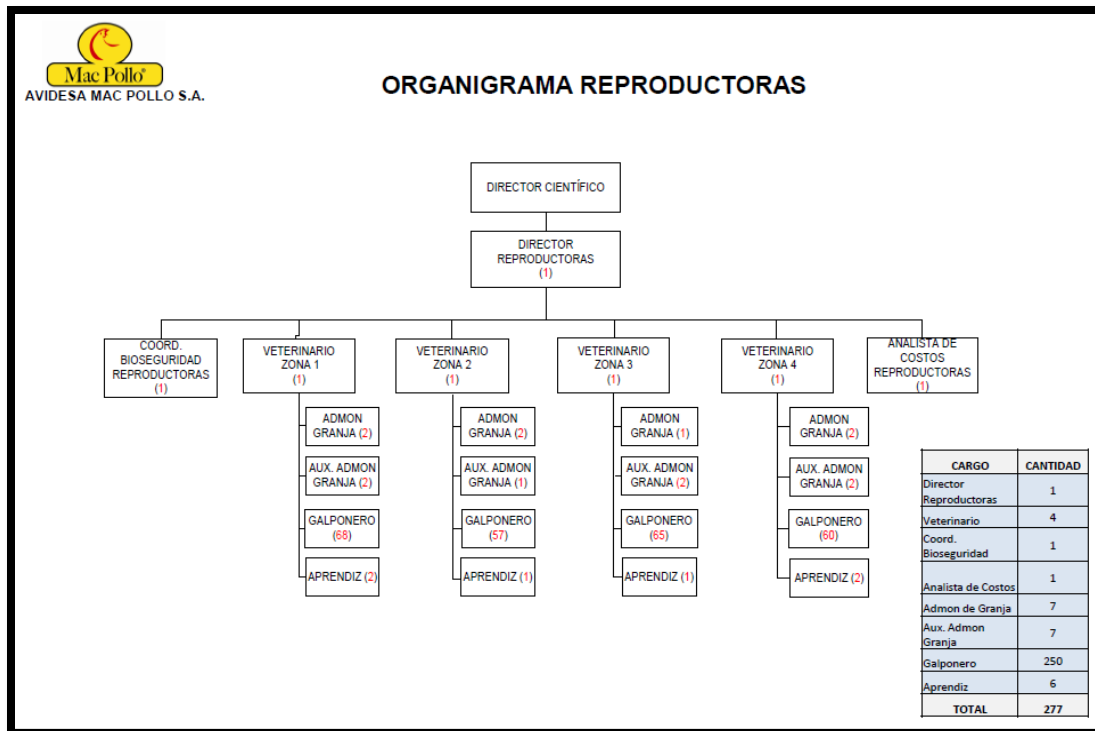 Mac Pollo®
AVIDESA MAC POLLO S.A.
ORGANIGRAMA REPRODUCTORAS
DIRECTOR CIENTÍFICO
DIRECTOR
REPRODUCTORAS
(1)
COORD.
BIOSEGURIDAD
REPRODUCTORAS
(1)
VETERINARIO
ZONA 1
(1)
VETERINARIO
ZONA 2
(1)
VETERINARIO
ZONA 3
(1)
VETERINARIO
ZONA 4
(1)
ANALISTA DE
COSTOS
REPRODUCTORAS
(1)
ADMON
GRANJA (2)
AUX. ADMON
GRANJA (2)
GALPONERO
(68)
APRENDIZ (2)
ADMON
GRANJA (2)
AUX. ADMON
GRANJA (1)
GALPONERO
(57)
APRENDIZ (1)
ADMON
GRANJA (1)
AUX. ADMON
GRANJA (2)
GALPONERO
(65)
APRENDIZ (1)
ADMON
GRANJA (2)
AUX. ADMON
GRANJA (2)
GALPONERO
(60)
APRENDIZ (2)
CARGO CANTIDAD
Director
Reproductoras 1
Veterinario 4
Coord.
Bioseguridad 1
Analista de Costos 1
Admon de Granja 7
Aux. Admon
Granja 7
Galponero 250
Aprendiz 6
TOTAL 277